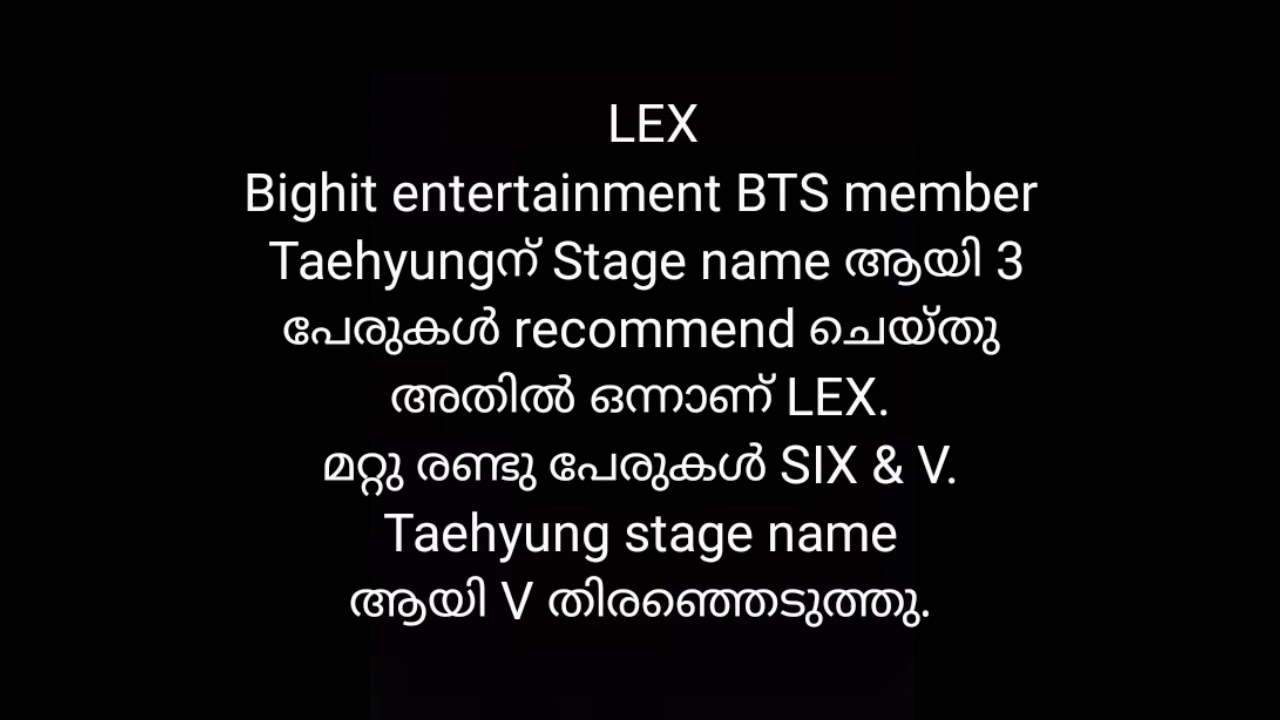 LEX
Bighit entertainment BTS member
Taehyungന് Stage name ആയി 3
പേരുകൾ recommend ചെയ്തു
അതിൽ ഒന്നാണ് LEX.
മറ്റു രണ്ടു പേരുകൾ SIX & V.
Taehyung stage name
ആയി V തിരഞ്ഞെടുത്തു.